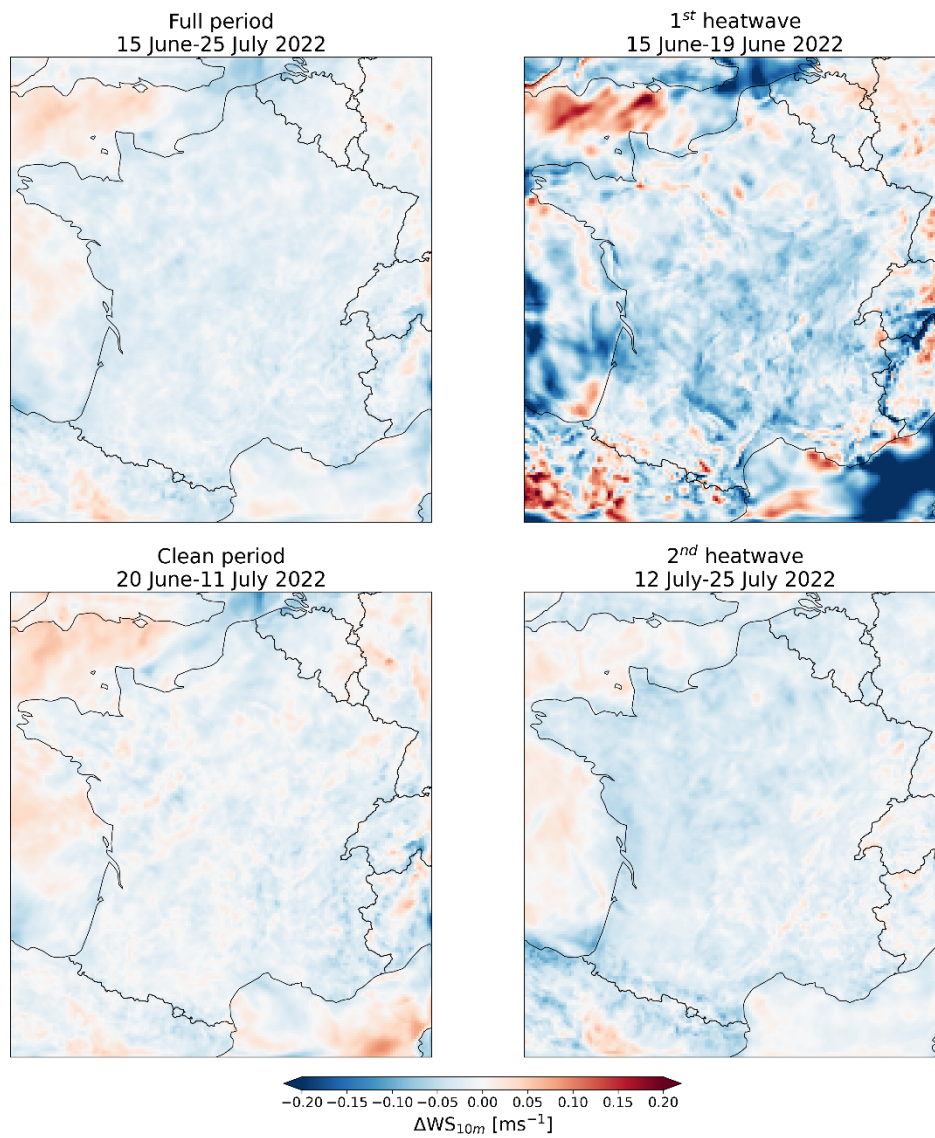 Full period
15 June-25 July 2022
1st heatwave
15 June-19 June 2022
Clean period
20 June-11 July 2022
2nd heatwave
12 July-25 July 2022
−0.20 −0.15 −0.10 −0.05 0.00 0.05 0.10 0.15 0.20
ΔWS10m [ms−1]